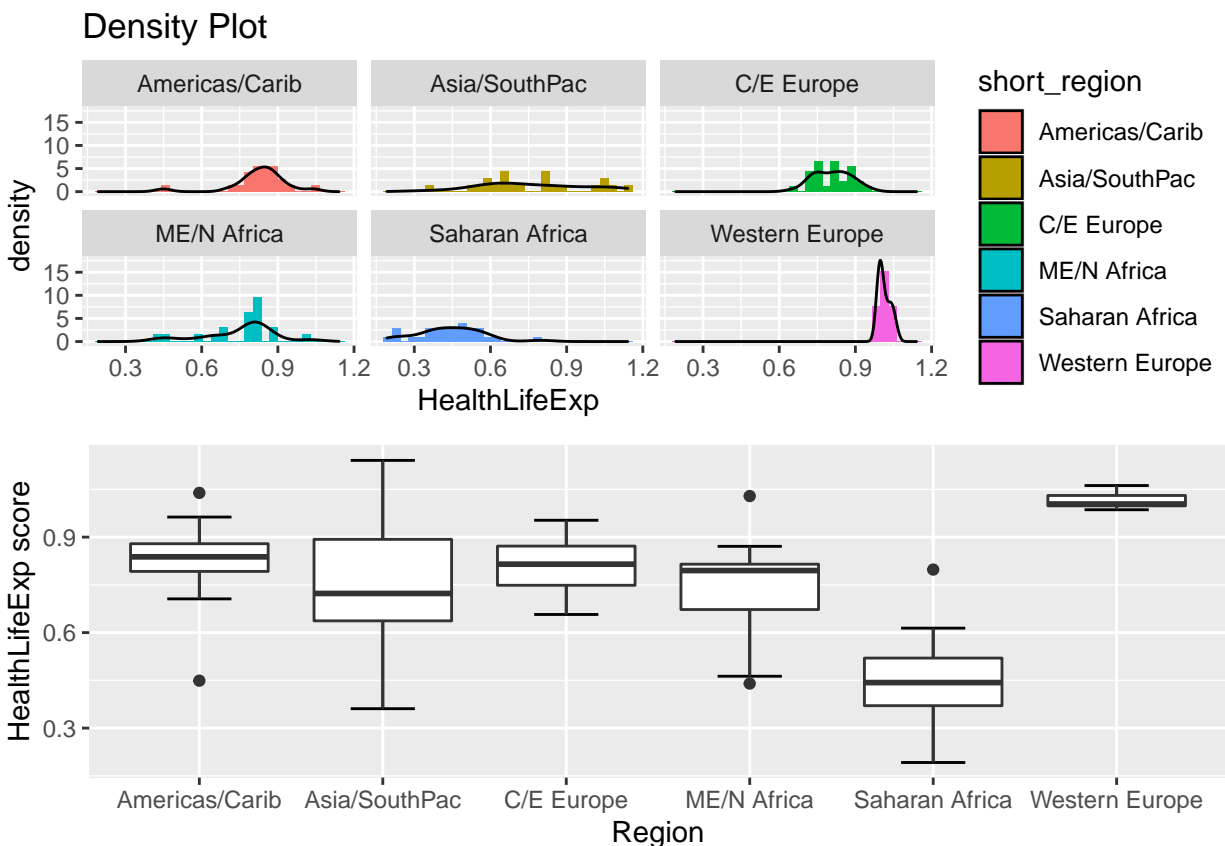 Density Plot
Americas/Carib
Asia/SouthPac
C/E Europe
ME/N Africa
Saharan Africa
Western Europe
15
10
5
0
15
10
5
0
density
0.3 0.6 0.9 1.2
0.3 0.6 0.9 1.2
0.3 0.6 0.9 1.2
HealthLifeExp
short_region
Americas/Carib
Asia/SouthPac
C/E Europe
ME/N Africa
Saharan Africa
Western Europe
HealthLifeExp score
0.9
0.6
0.3
Americas/Carib Asia/SouthPac C/E Europe ME/N Africa Saharan Africa Western Europe
Region